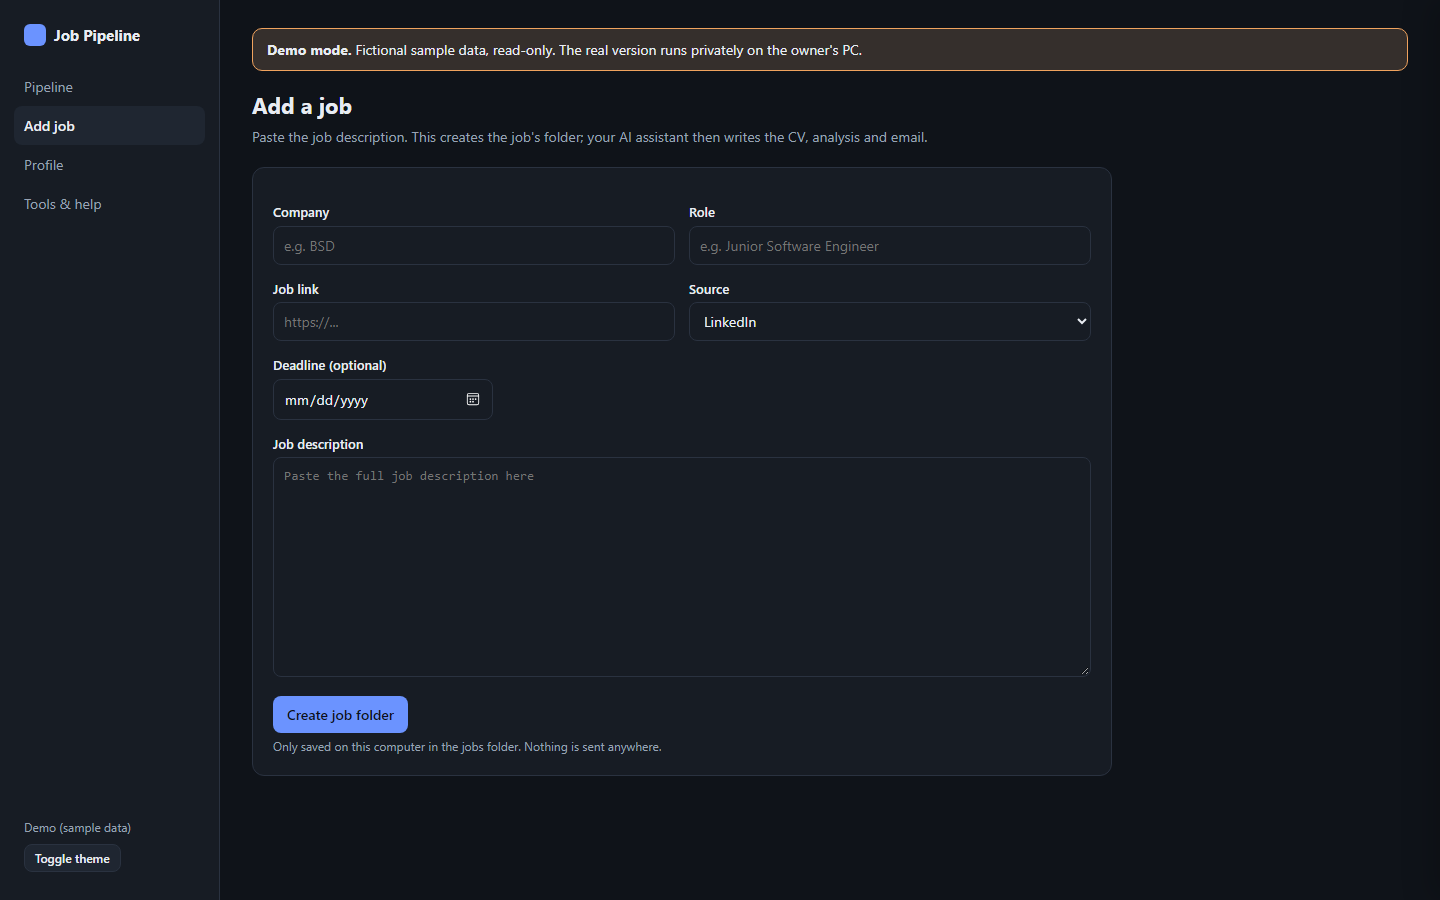 Job Pipeline
Pipeline
Add job
Profile
Tools & help
Demo (sample data)
Toggle theme
Demo mode. Fictional sample data, read-only. The real version runs privately on the owner's PC.
Add a job
Paste the job description. This creates the job's folder; your AI assistant then writes the CV, analysis and email.
Company
e.g. BSD
Role
e.g. Junior Software Engineer
Job link
https://...
Source
LinkedIn
Deadline (optional)
mm/dd/yyyy
Job description
Paste the full job description here
Create job folder
Only saved on this computer in the jobs folder. Nothing is sent anywhere.